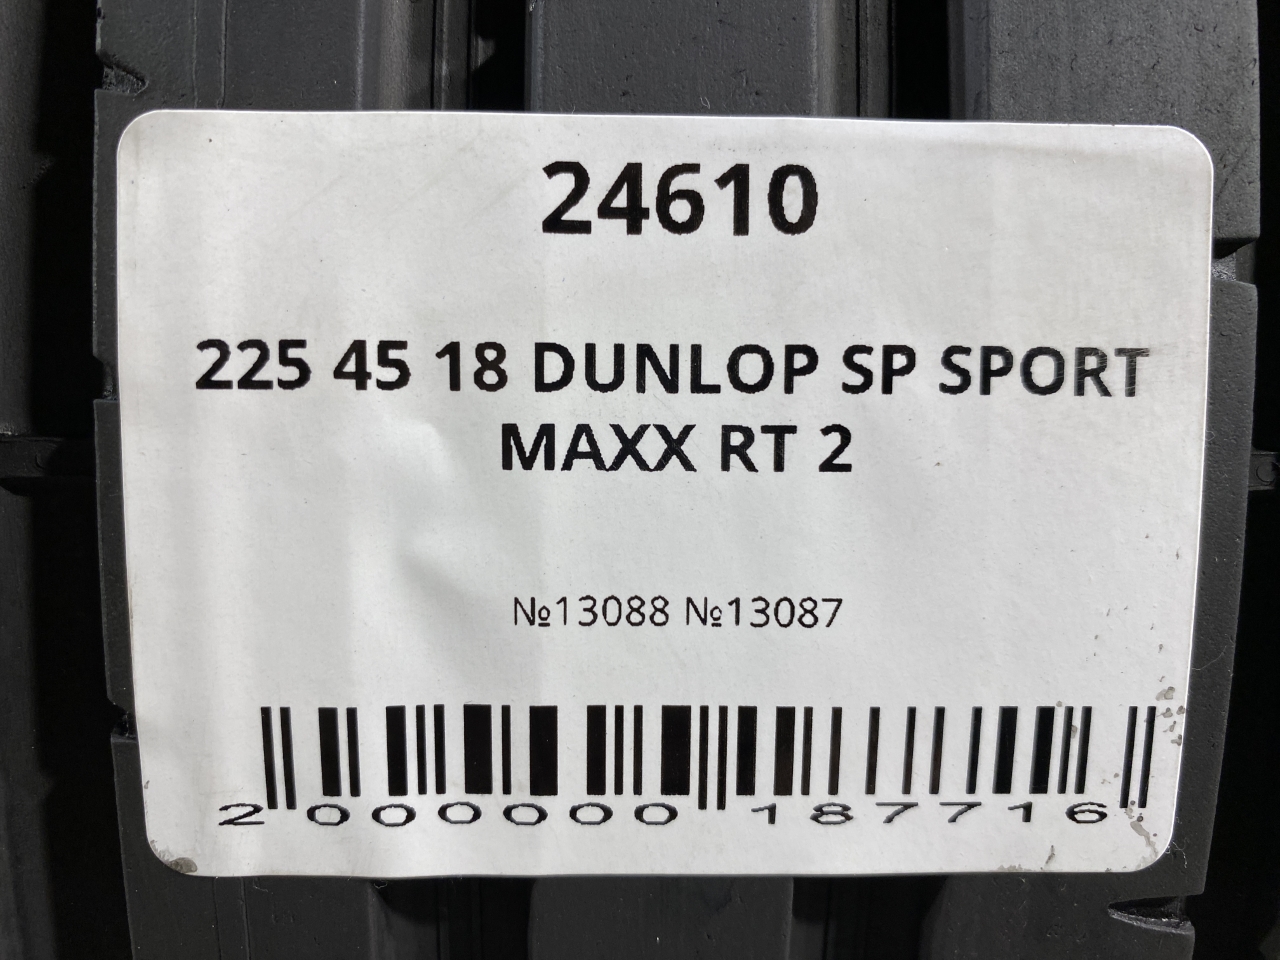 24610
225 45 18 DUNLOP SP SPORT
MAXX RT 2
№13088 №13087
2 000000 187716